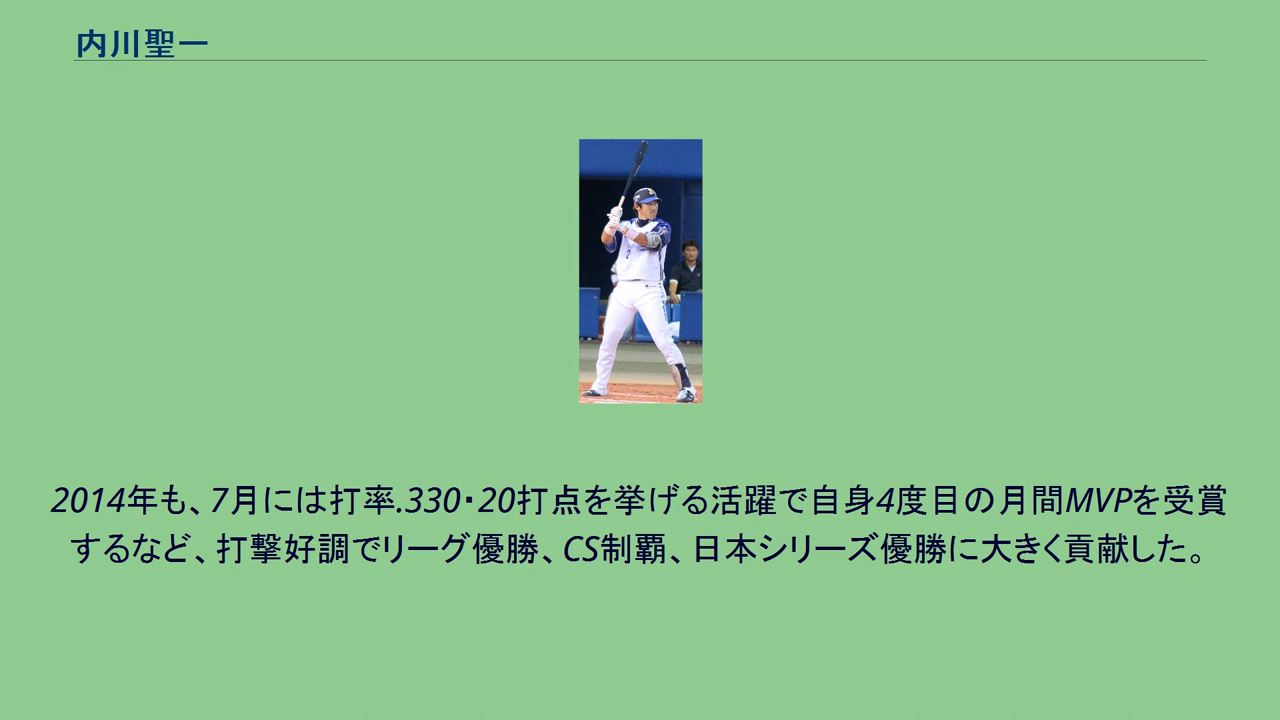 内川聖一
2014年も、7月には打率.330・20打点を挙げる活躍で自身4度目の月間MVPを受賞
するなど、打撃好調でリーグ優勝、CS制覇、日本シリーズ優勝に大きく貢献した。
2